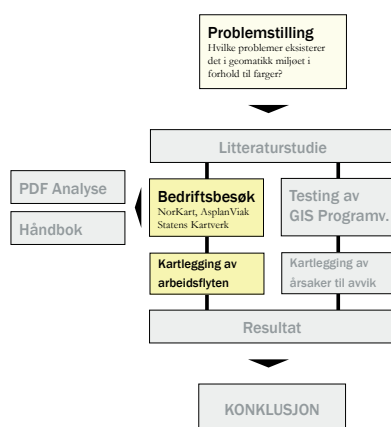 Problemstilling
Hvilke problemer eksisterer
det i geomatikk miljøet i
forhold til farger?
Litteraturstudie
PDF Analyse
Håndbok
Bedriftsbesøk
NorKart, AsplanViak
Statens Kartverk
Testing av
GIS Programv.
Kartlegging av
arbeidsflyten
Kartlegging av
årsaker til avvik
Resultat
KONKLUSJON